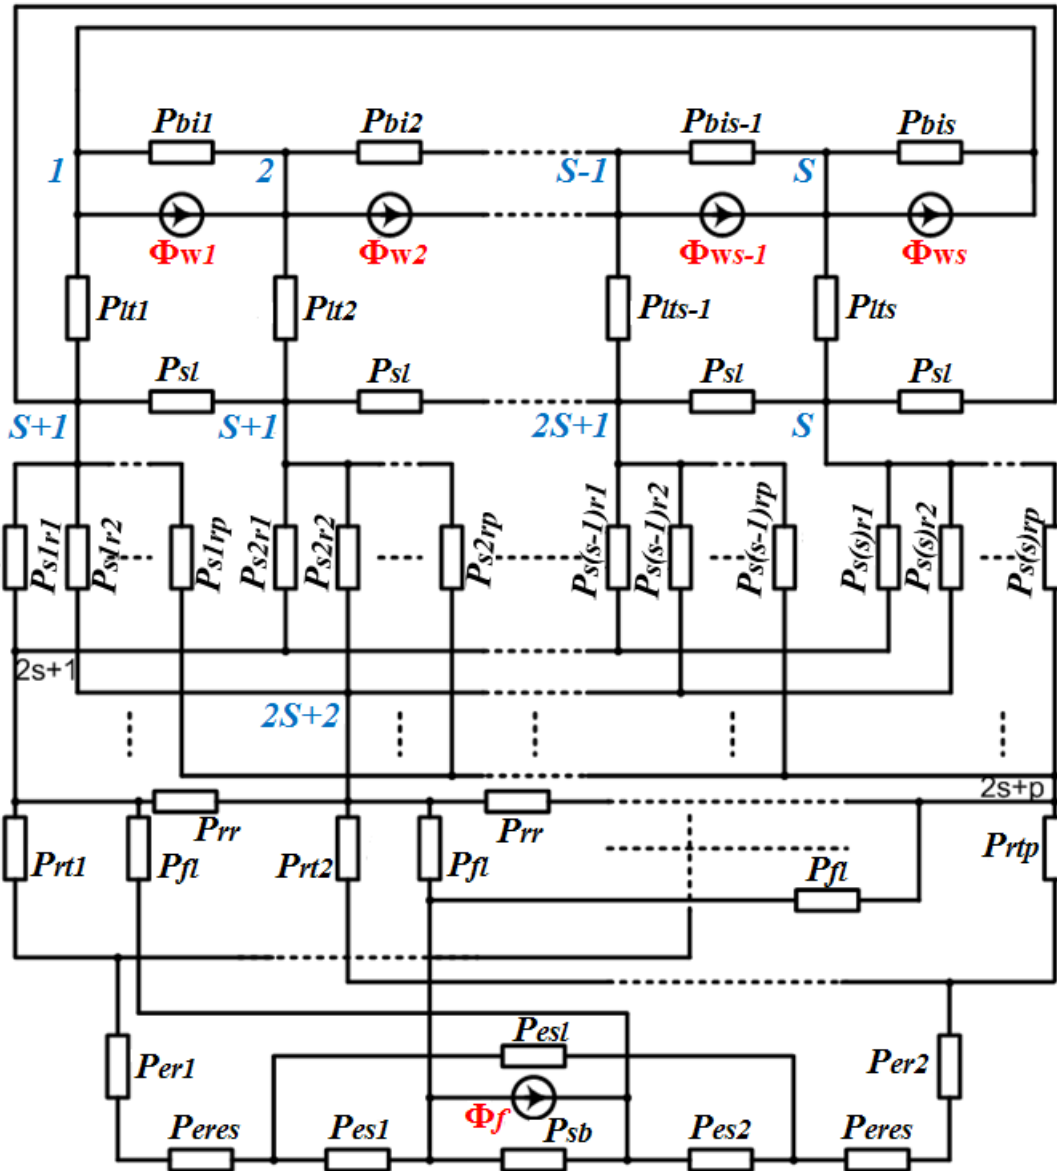 Pbi1 Pbi2 Pbis-1 Pbis
1 2 S-1 S
Φw1 Φw2 Φws-1 Φws
Plt1 Plt2 Plts-1 Plts
Psl Psl Psl Psl
S+1 S+1 2S+1 S
Ps1r1 Ps1r2 Ps1rp Ps2r1 Ps2r2 Ps2rp Ps(s-1)r1 Ps(s-1)r2 Ps(s-1)rp Ps(s)r1 Ps(s)r2 Ps(s)rp
2s+1
2S+2
2s+p
Prr Prr
Prt1 Pfl Prt2 Pfl Pfl Prtp
Pesl
Per1 Per2
Φf
Peres Pes1 Psb Pes2 Peres